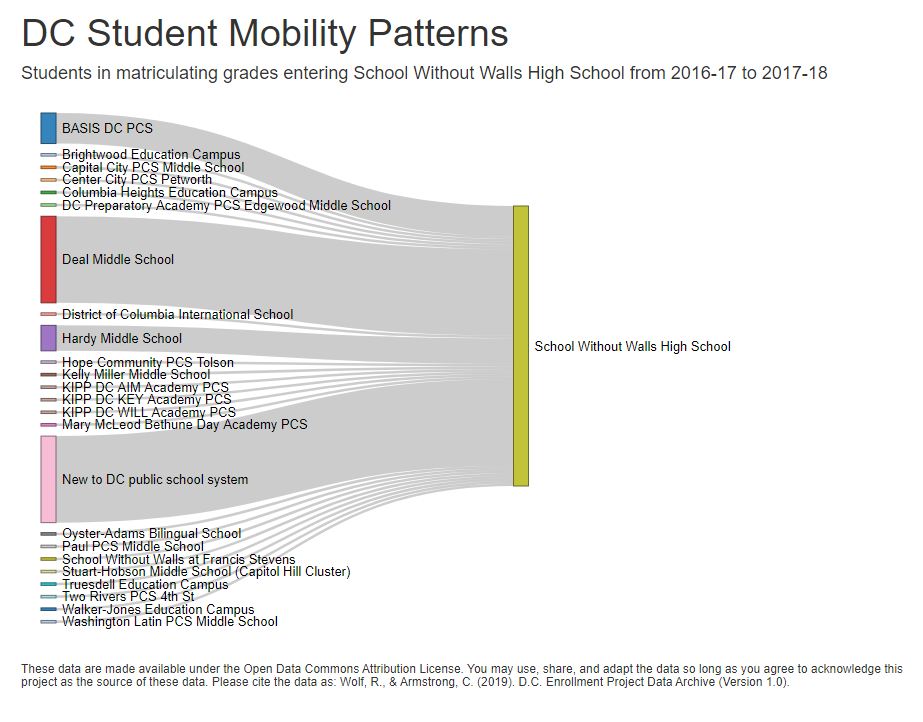 DC Student Mobility Patterns
Students in matriculating grades entering School Without Walls High School from 2016-17 to 2017-18
BASIS DC PCS
Brightwood Education Campus
Capital City PCS Middle School
Center City PCS Petworth
Columbia Heights Education Campus
DC Preparatory Academy PCS Edgewood Middle School
Deal Middle School
District of Columbia International School
Hardy Middle School
School Without Walls High School
Hope Community PCS Tolson
Kelly Miller Middle School
KIPP DC AIM Academy PCS
KIPP DC KEY Academy PCS
KIPP DC WILL Academy PCS
Mary McLeod Bethune Day Academy PCS
New to DC public school system
Oyster-Adams Bilingual School
Paul PCS Middle School
School Without Walls at Francis Stevens
Stuart-Hobson Middle School (Capitol Hill Cluster)
Truesdell Education Campus
Two Rivers PCS 4th St
Walker-Jones Education Campus
Washington Latin PCS Middle School
These data are made available under the Open Data Commons Attribution License. You may use, share, and adapt the data so long as you agree to acknowledge this
project as the source of these data. Please cite the data as: Wolf, R., & Armstrong, C. (2019). D.C. Enrollment Project Data Archive (Version 1.0).